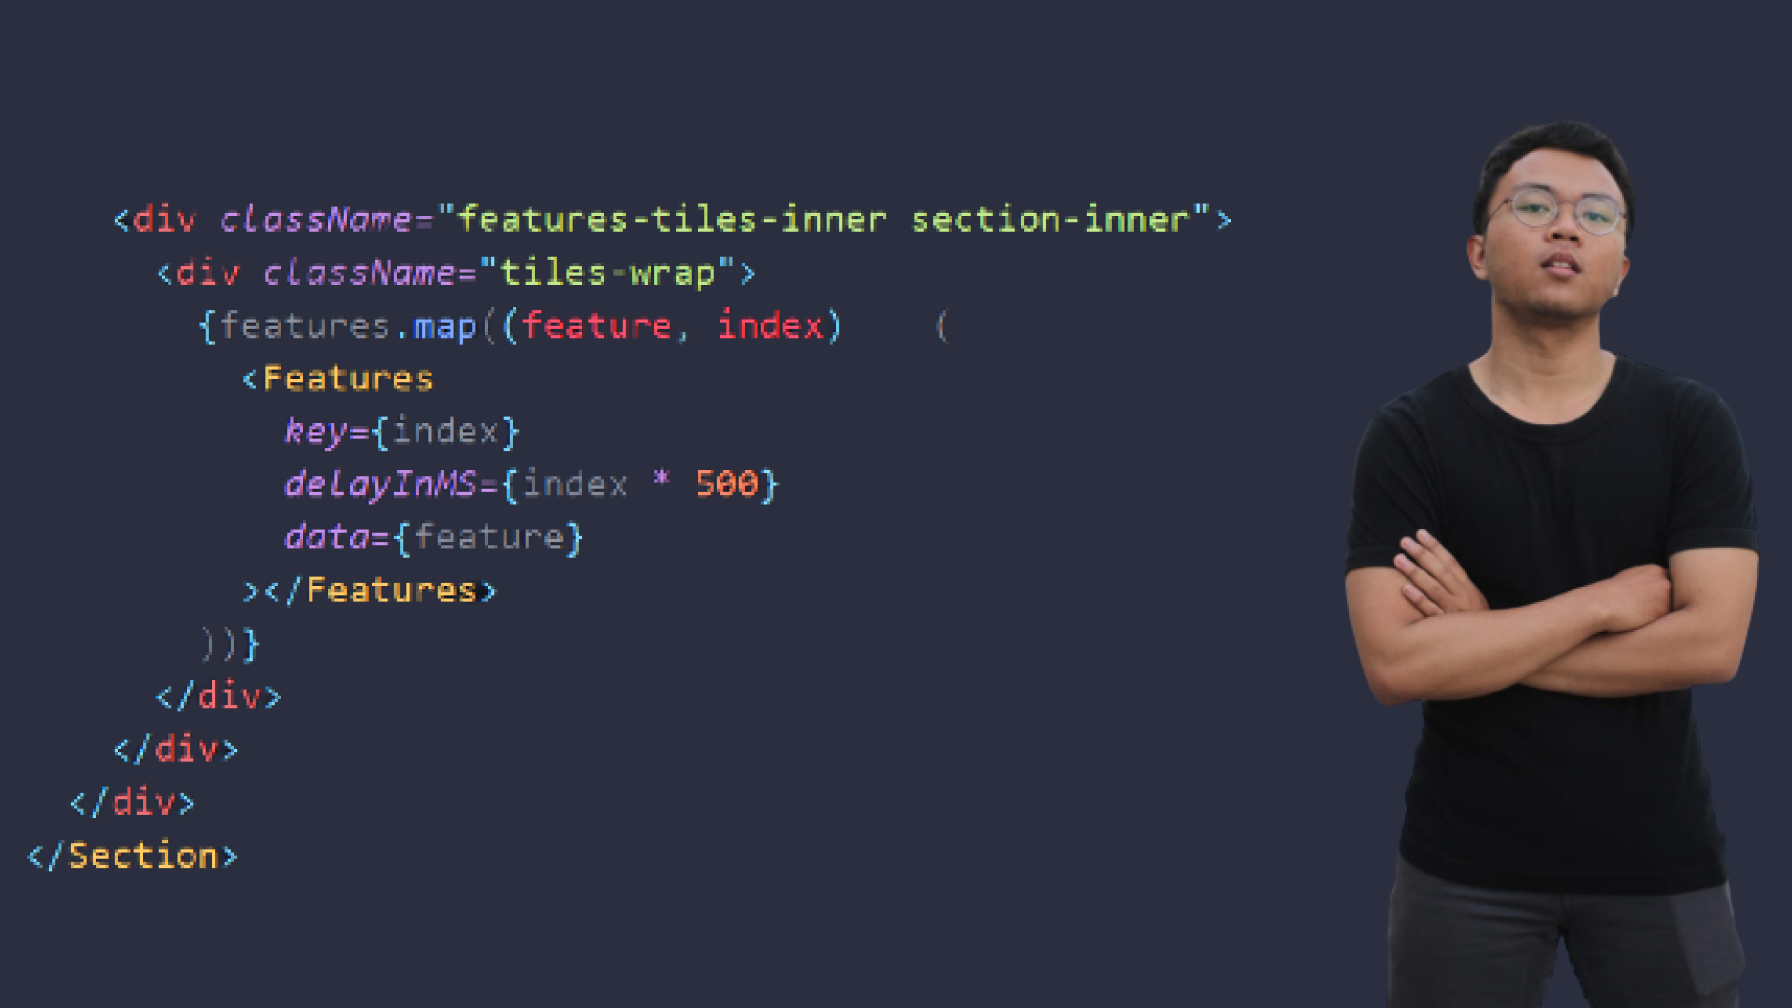 <div className="features-tiles-inner section-inner">
<div className="tiles-wrap">
{features.map((feature, index) (
<Features
key={index}
delayInMS={index * 500}
data={feature}
></Features>
))}
</div>
</div>
</div>
</Section>